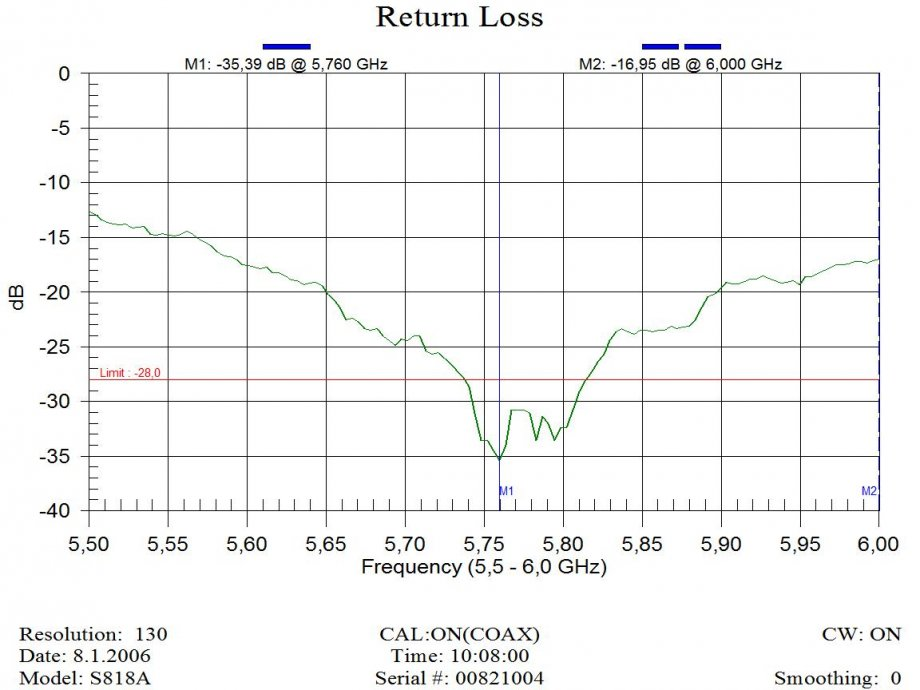 Return Loss
M1: -35,39 dB @ 5,760 GHz M2: -16,95 dB @ 6,000 GHz
0
-5
-10
-15
-20
-25
-30
-35
-40
dB
Limit : -28,0
M1 M2
5,50 5,55 5,60 5,65 5,70 5,75 5,80 5,85 5,90 5,95 6,00
Frequency (5,5 - 6,0 GHz)
Resolution: 130 CAL:ON(COAX) CW: ON
Date: 8.1.2006 Time: 10:08:00
Model: S818A Serial #: 00821004 Smoothing: 0